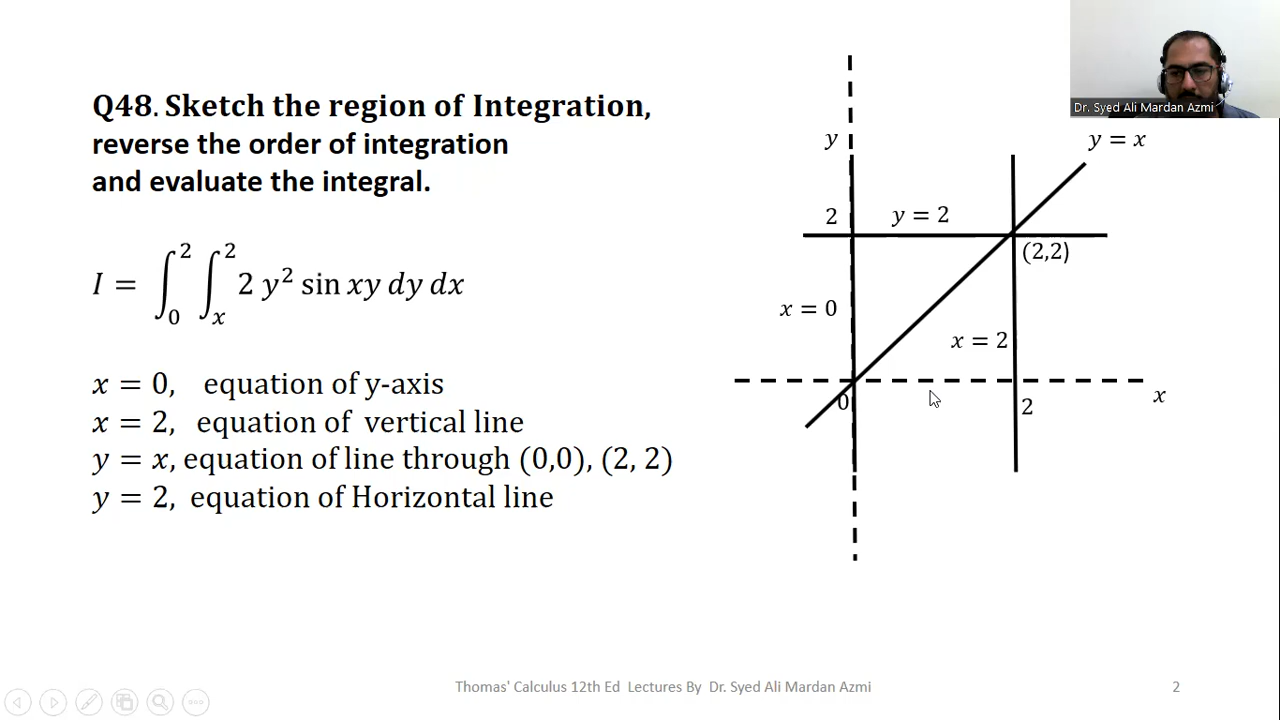 Q48. Sketch the region of Integration,
reverse the order of integration
and evaluate the integral.
I = ∫₀² ∫ₓ² 2 y² sin xy dy dx
x = 0, equation of y-axis
x = 2, equation of vertical line
y = x, equation of line through (0,0), (2, 2)
y = 2, equation of Horizontal line
Dr. Syed Ali Mardan Azmi
y
y = x
2
y = 2
(2,2)
x = 0
x = 2
0
2
x
Thomas' Calculus 12th Ed Lectures By Dr. Syed Ali Mardan Azmi
2